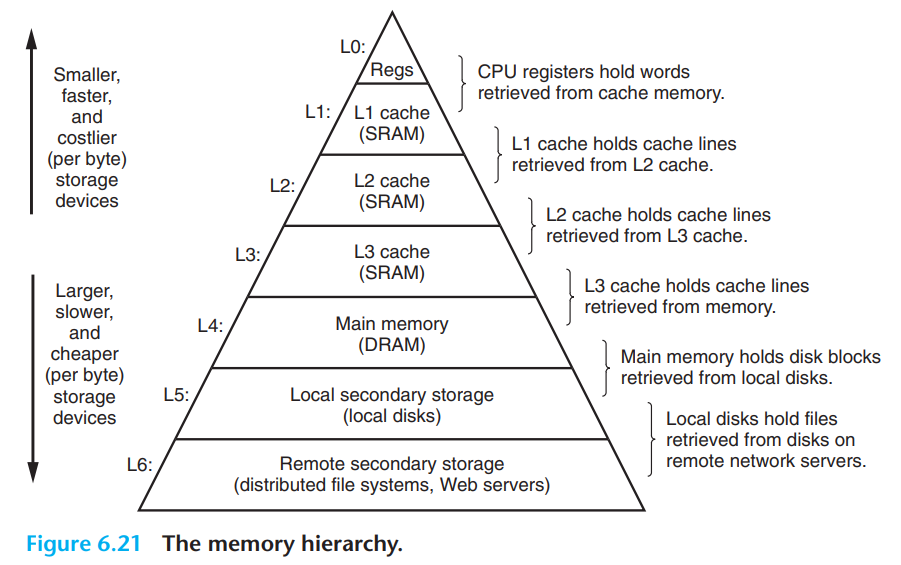 Smaller,
faster,
and
costlier
(per byte)
storage
devices
Larger,
slower,
and
cheaper
(per byte)
storage
devices
L0:
Regs
CPU registers hold words
retrieved from cache memory.
L1:
L1 cache
(SRAM)
L1 cache holds cache lines
retrieved from L2 cache.
L2:
L2 cache
(SRAM)
L2 cache holds cache lines
retrieved from L3 cache.
L3:
L3 cache
(SRAM)
L3 cache holds cache lines
retrieved from memory.
L4:
Main memory
(DRAM)
Main memory holds disk blocks
retrieved from local disks.
L5:
Local secondary storage
(local disks)
Local disks hold files
retrieved from disks on
remote network servers.
L6:
Remote secondary storage
(distributed file systems, Web servers)
Figure 6.21 The memory hierarchy.